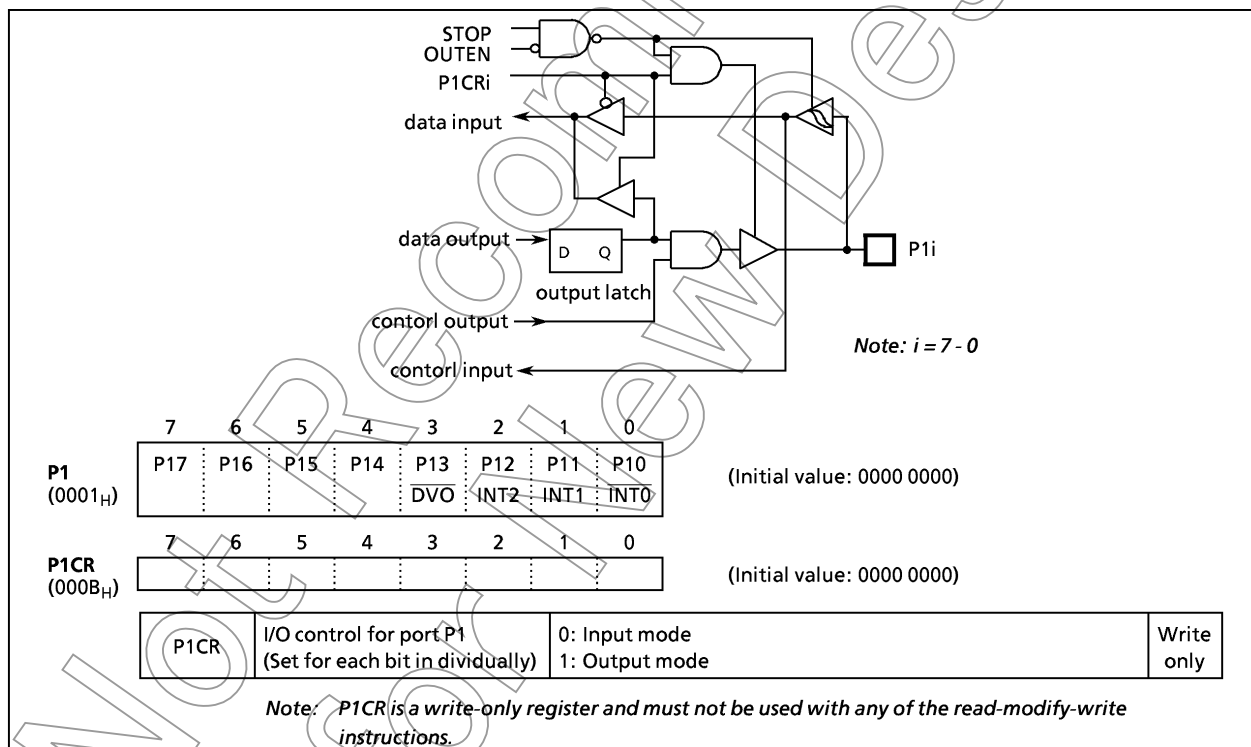 STOP
OUTEN
P1CRi
data input
data output
D Q
output latch
P1i
contorl output
contorl input
Note: i = 7 - 0
7 6 5 4 3 2 1 0
P1
(0001H)
P17 P16 P15 P14 P13 P12 P11 P10
DVO INT2 INT1 INT0
(Initial value: 0000 0000)
7 6 5 4 3 2 1 0
P1CR
(000BH)
(Initial value: 0000 0000)
P1CR
I/O control for port P1
(Set for each bit in dividually)
0: Input mode
1: Output mode
Write
only
Note: P1CR is a write-only register and must not be used with any of the read-modify-write
instructions.
Not Recomm
for New Des